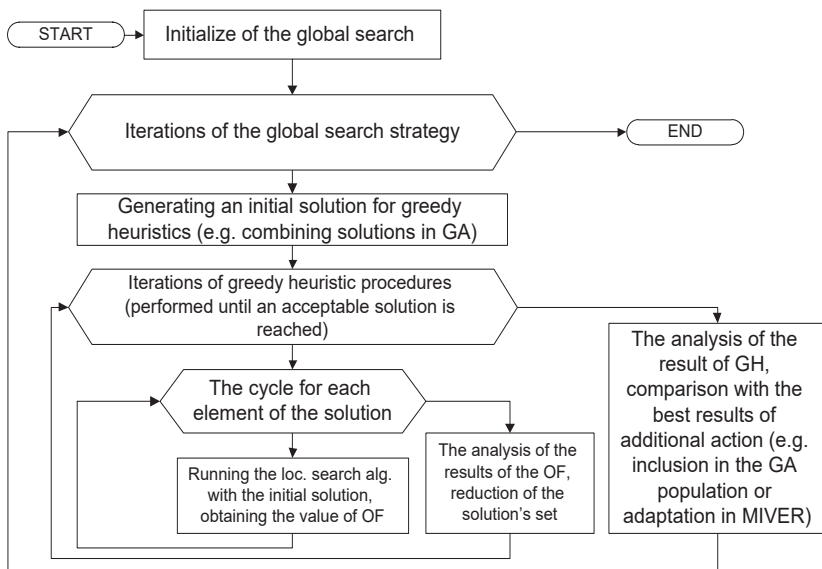 START
Initialize of the global search
Iterations of the global search strategy
END
Generating an initial solution for greedy
heuristics (e.g. combining solutions in GA)
Iterations of greedy heuristic procedures
(performed until an acceptable solution is
reached)
The analysis of the
result of GH,
comparison with the
best results of
additional action (e.g.
inclusion in the GA
population or
adaptation in MIVER)
The cycle for each
element of the solution
Running the loc. search alg.
with the initial solution,
obtaining the value of OF
The analysis of the
results of the OF,
reduction of the
solution's set